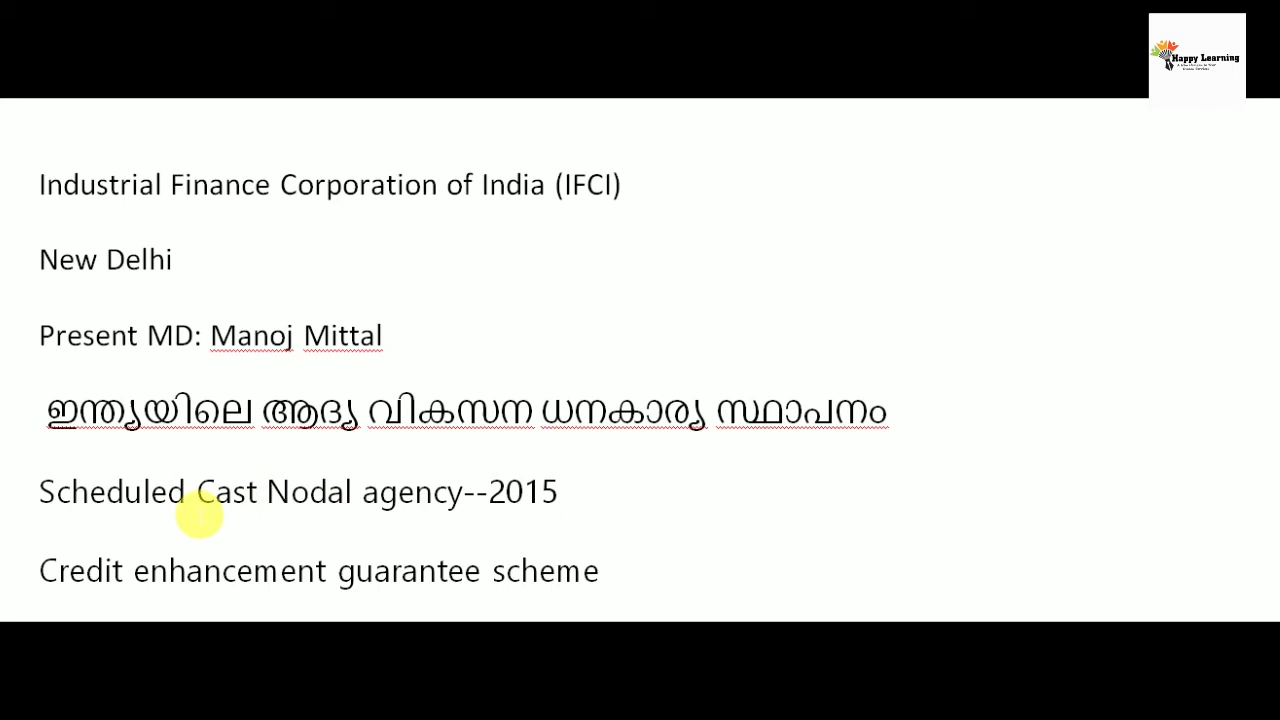 Happy Learning
Industrial Finance Corporation of India (IFCI)
New Delhi
Present MD: Manoj Mittal
ഇന്ത്യയിലെ ആദ്യ വികസന ധനകാര്യ സ്ഥാപനം
Scheduled Cast Nodal agency--2015
Credit enhancement guarantee scheme